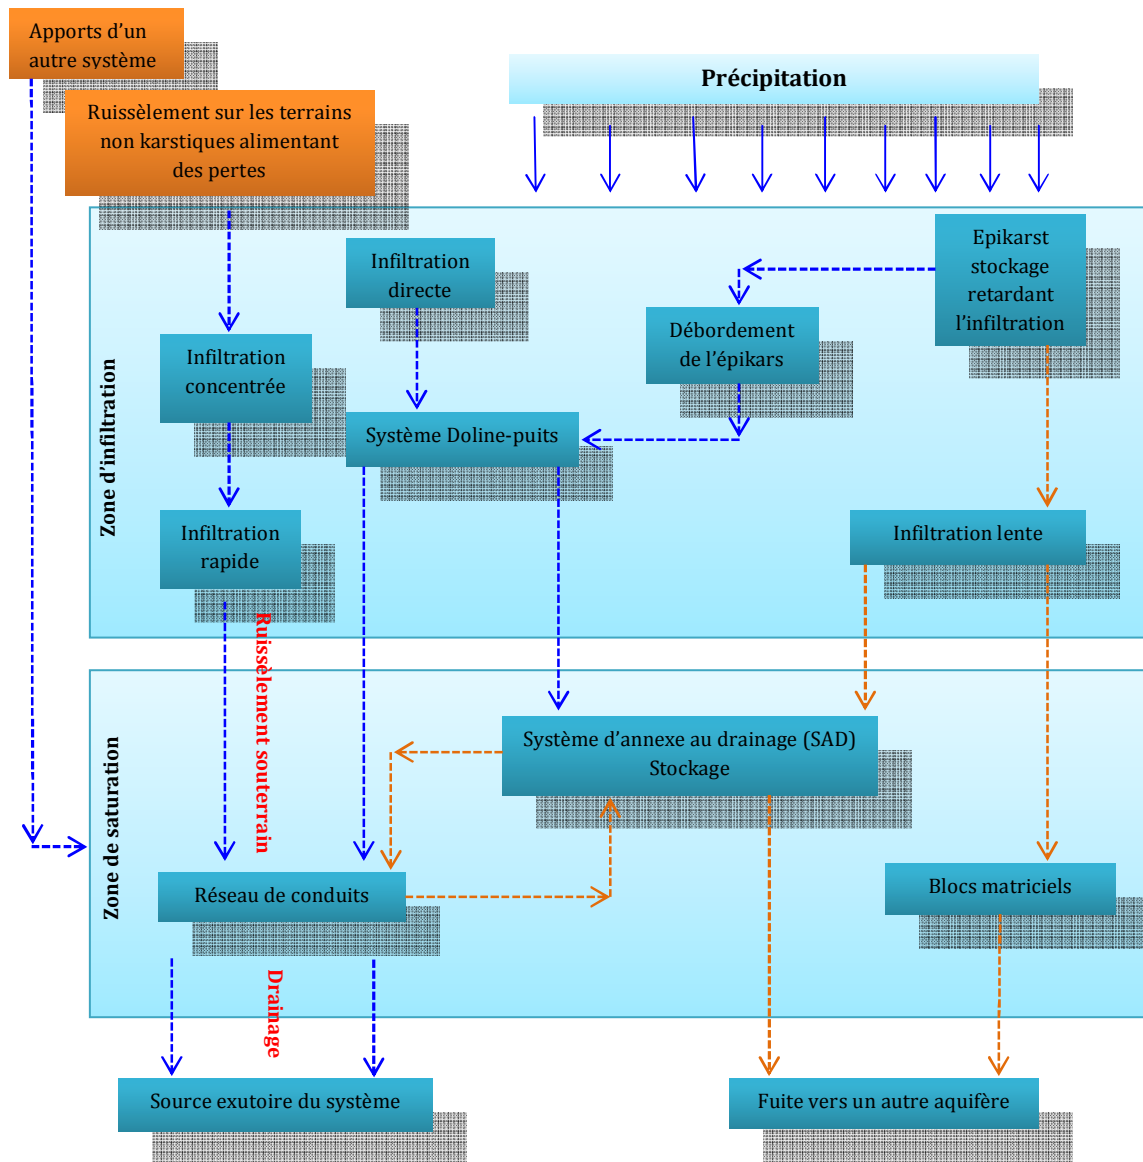 Apports d’un
autre système
Précipitation
Ruissèlement sur les terrains
non karstiques alimentant
des pertes
Zone d’infiltration
Infiltration
directe
Epikarst
stockage
retardant
l’infiltration
Débordement
de l’épikars
Infiltration
concentrée
Système Doline-puits
Infiltration
rapide
Infiltration lente
Ruissèlement souterrain
Zone de saturation
Système d’annexe au drainage (SAD)
Stockage
Réseau de conduits
Blocs matriciels
Drainage
Source exutoire du système
Fuite vers un autre aquifère